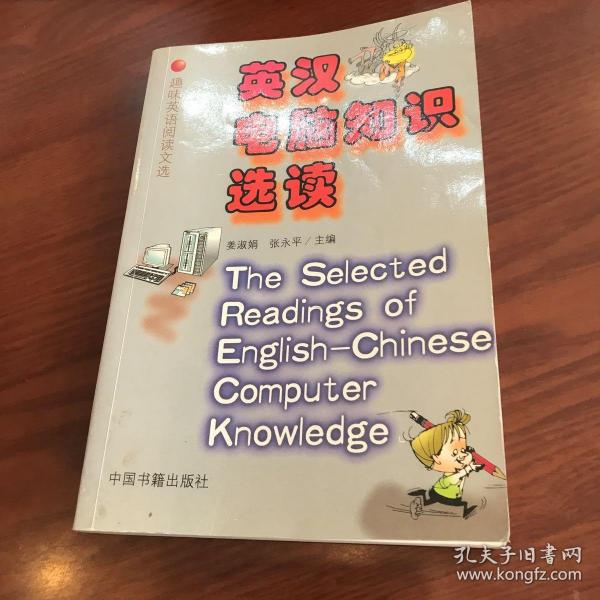 趣味英语阅读文选
英汉
电脑知识
选读
姜淑娟 张永平/主编
The Selected
Readings of
English-Chinese
Computer
Knowledge
中国书籍出版社
孔夫子旧书网
www.kongfz.com